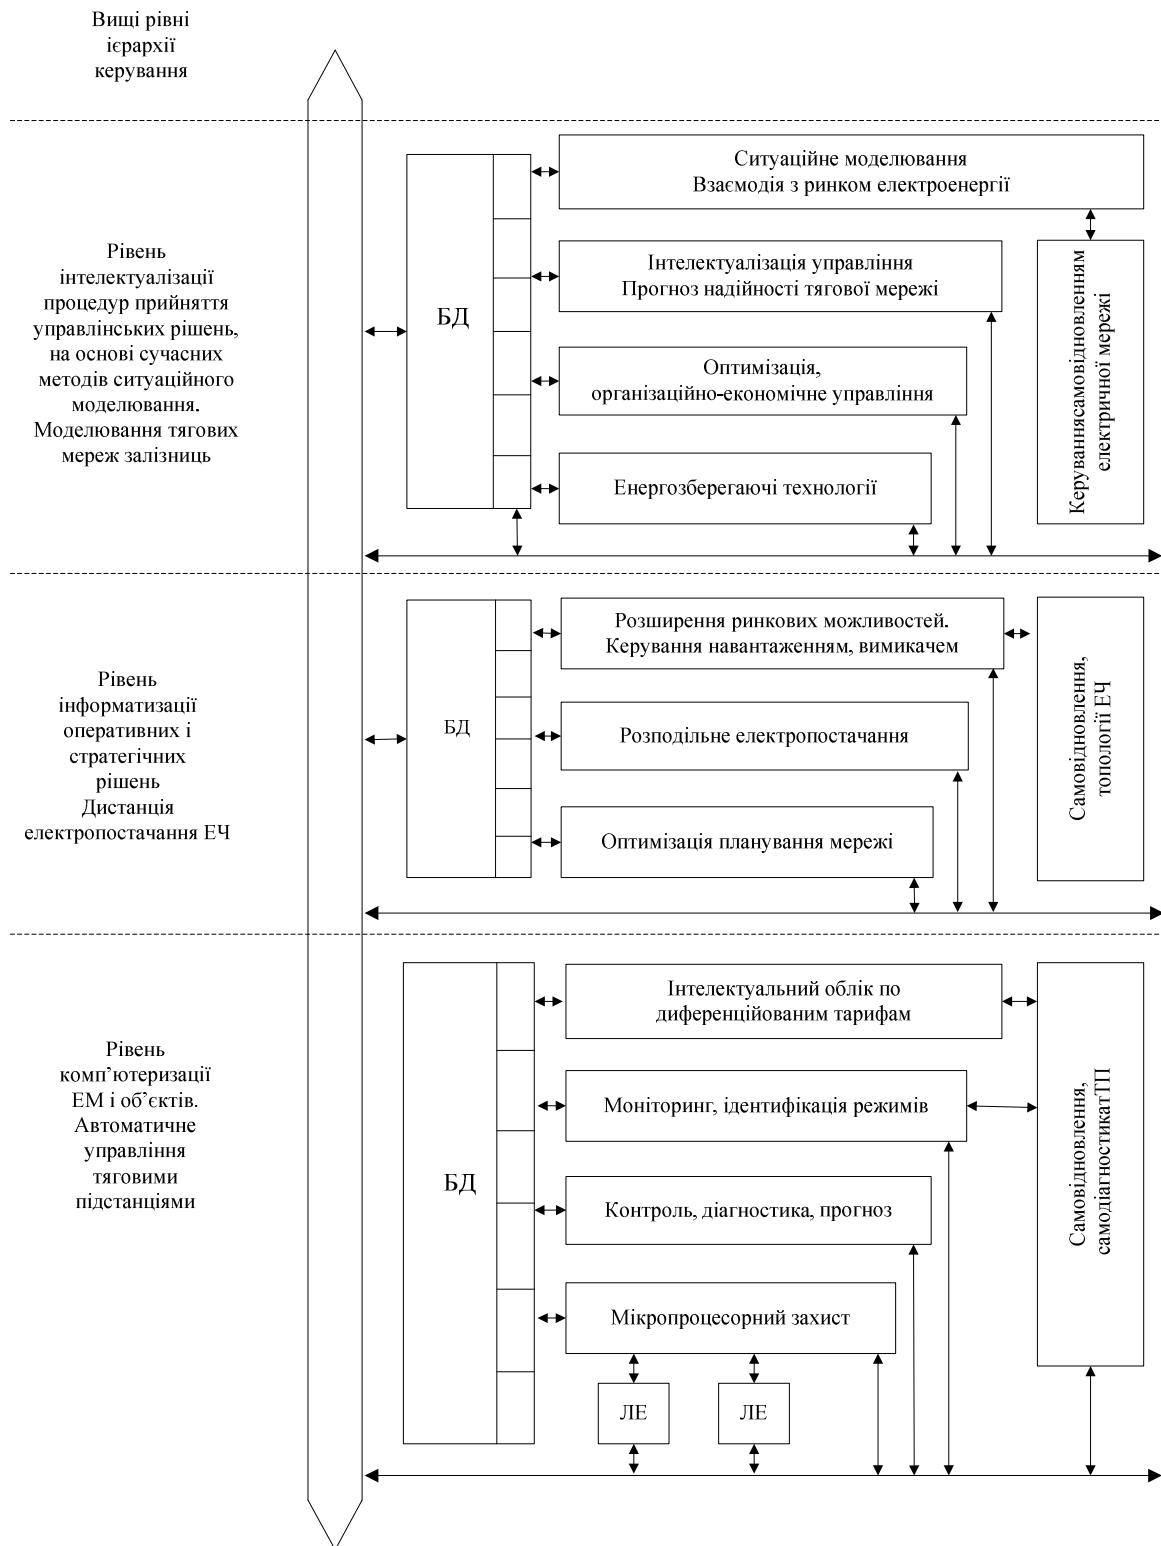 Вищі рівні
ієрархії
керування
Рівень
інтелектуалізації
процедур прийняття
управлінських рішень,
на основі сучасних
методів ситуаційного
моделювання.
Моделювання тягових
мереж залізниць
БД
Ситуаційне моделювання
Взаємодія з ринком електроенергії
Інтелектуалізація управління
Прогноз надійності тягової мережі
Оптимізація,
організаційно-економічне управління
Енергозберегаючі технології
Керуваннясамовідновленням
електричної мережі
Рівень
інформатизації
оперативних і
стратегічних
рішень
Дистанція
електропостачання ЕЧ
БД
Розширення ринкових можливостей.
Керування навантаженням, вимикачем
Розподільне електропостачання
Оптимізація планування мережі
Самовідновлення,
топології ЕЧ
Рівень
комп’ютеризації
ЕМ і об’єктів.
Автоматичне
управління
тяговими
підстанціями
БД
Інтелектуальний облік по
диференційованим тарифам
Моніторинг, ідентифікація режимів
Контроль, діагностика, прогноз
Мікропроцесорний захист
ЛЕ
ЛЕ
Самовідновлення,
самодіагностикатТП